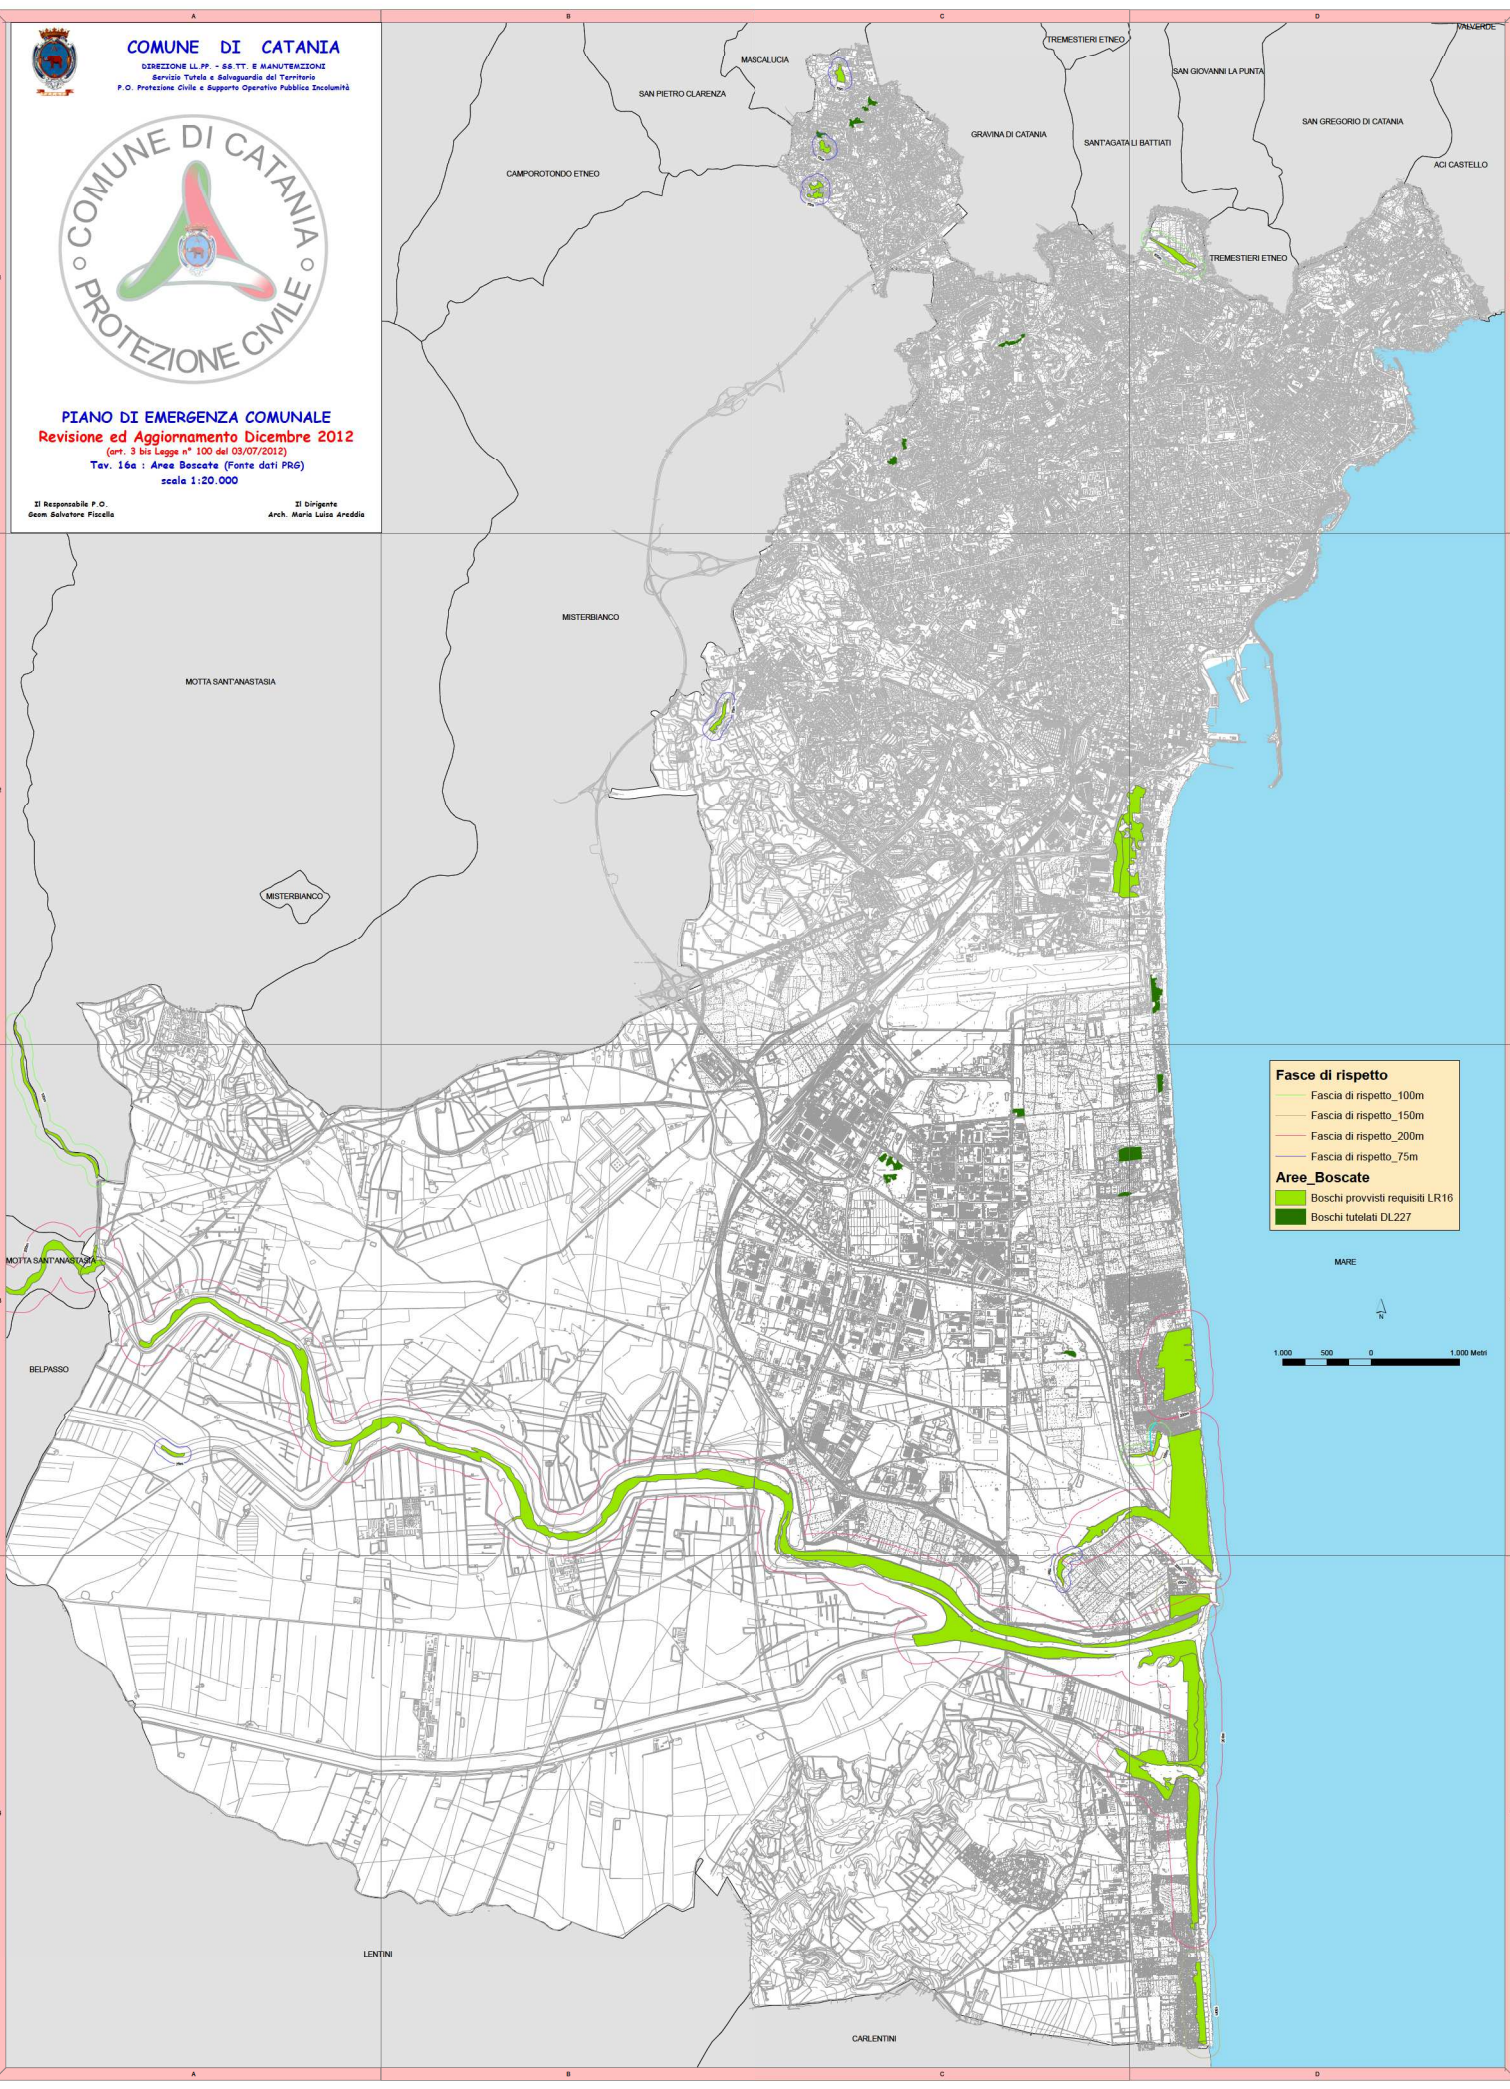 A
B
C
D
COMUNE DI CATANIA
DIREZIONE LL.PP. - SS.TT. E MANUTEMZIONI
Servizio Tutela e Salvaguardia del Territorio
P.O. Protezione Civile e Supporto Operativo Pubblica Incolumità
COMUNE DI CATANIA
PROTEZIONE CIVILE
PIANO DI EMERGENZA COMUNALE
Revisione ed Aggiornamento Dicembre 2012
(art. 3 bis Legge n° 100 del 03/07/2012)
Tav. 16a : Aree Boscate (Fonte dati PRG)
scala 1:20.000
Il Responsabile P.O.
Geom Salvatore Fiscella
Il Dirigente
Arch. Maria Luisa Areddia
VALVERDE
TREMESTIERI ETNEO
MASCALUCIA
SAN GIOVANNI LA PUNTA
SAN PIETRO CLARENZA
SAN GREGORIO DI CATANIA
GRAVINA DI CATANIA
SANT'AGATA LI BATTIATI
ACI CASTELLO
CAMPOROTONDO ETNEO
TREMESTIERI ETNEO
MISTERBIANCO
MOTTA SANT'ANASTASIA
MISTERBIANCO
Fasce di rispetto
Fascia di rispetto_100m
Fascia di rispetto_150m
Fascia di rispetto_200m
Fascia di rispetto_75m
Aree_Boscate
Boschi provvisti requisiti LR16
Boschi tutelati DL227
MOTTA SANT'ANASTASIA
MARE
N
1.000 500 0 1.000 Metri
BELPASSO
LENTINI
CARLENTINI
A
B
C
D